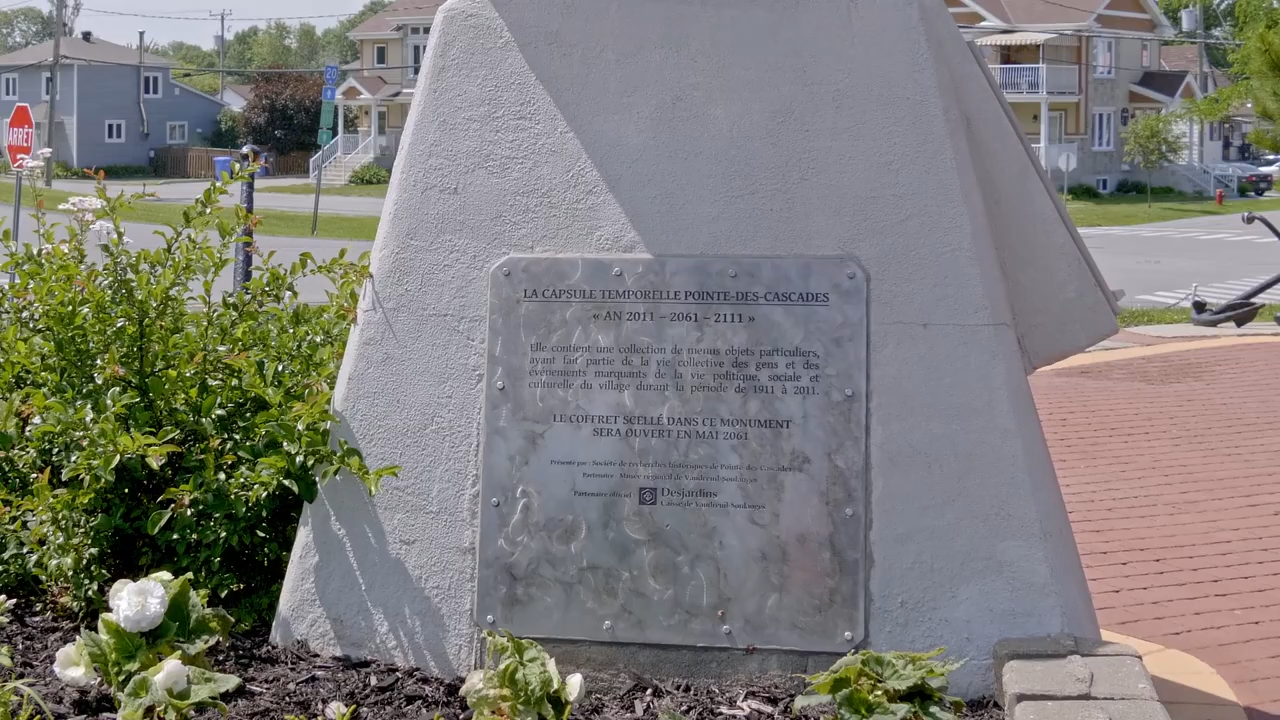 20
ARRÊT
LA CAPSULE TEMPORELLE POINTE-DES-CASCADES
« AN 2011 – 2061 – 2111 »
Elle contient une collection de menus objets particuliers,
ayant fait partie de la vie collective des gens et des
événements marquants de la vie politique, sociale et
culturelle du village durant la période de 1911 à 2011.
LE COFFRET SCELLÉ DANS CE MONUMENT
SERA OUVERT EN MAI 2061
Présenté par : Société de recherches historiques de Pointe-des-Cascades
Partenaire : Musée régional de Vaudreuil-Soulanges
Partenaire officiel : Desjardins
Caisse de Vaudreuil-Soulanges